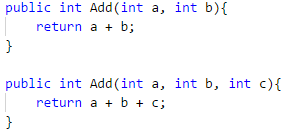 public int Add(int a, int b){
    return a + b;
}
public int Add(int a, int b, int c){
    return a + b + c;
}